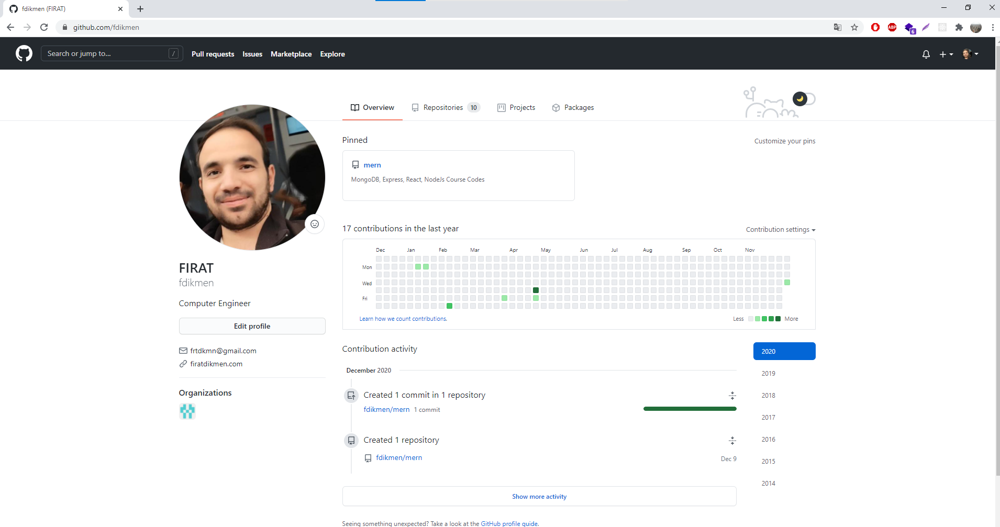 fdikmen (FIRAT)
github.com/fdikmen
ABP
6
Search or jump to... /
Pull requests Issues Marketplace Explore
Overview Repositories 10 Projects Packages
Pinned
Customize your pins
mern
MongoDB, Express, React, NodeJs Course Codes
17 contributions in the last year
Contribution settings
Dec Jan Feb Mar Apr May Jun Jul Aug Sep Oct Nov
Mon
Wed
Fri
Learn how we count contributions.
Less More
FIRAT
fdikmen
Computer Engineer
Edit profile
frtdkmn@gmail.com
firatdikmen.com
Organizations
Contribution activity
December 2020
Created 1 commit in 1 repository
fdikmen/mern 1 commit
Created 1 repository
fdikmen/mern
Dec 9
Show more activity
Seeing something unexpected? Take a look at the GitHub profile guide.
2020
2019
2018
2017
2016
2015
2014